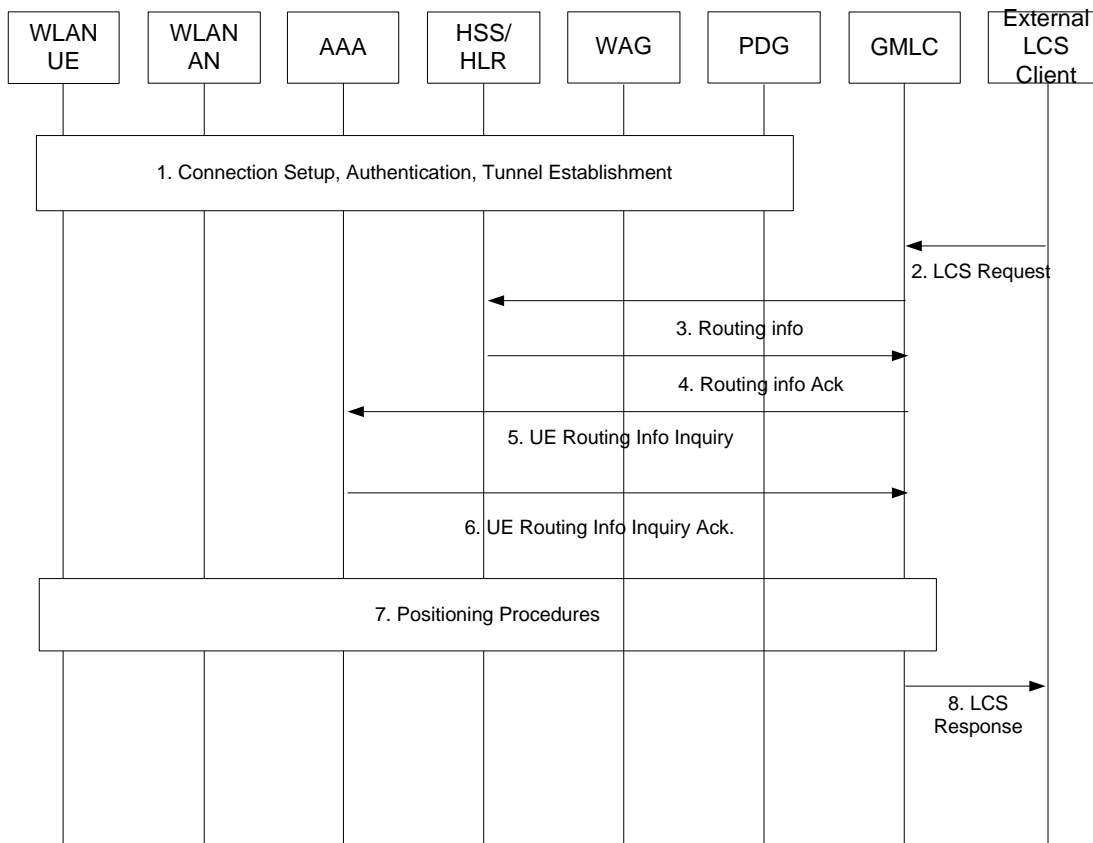 WLAN
UE
WLAN
AN
AAA
HSS/
HLR
WAG
PDG
GMLC
External
LCS
Client
1. Connection Setup, Authentication, Tunnel Establishment
2. LCS Request
3. Routing info
4. Routing info Ack
5. UE Routing Info Inquiry
6. UE Routing Info Inquiry Ack.
7. Positioning Procedures
8. LCS
Response